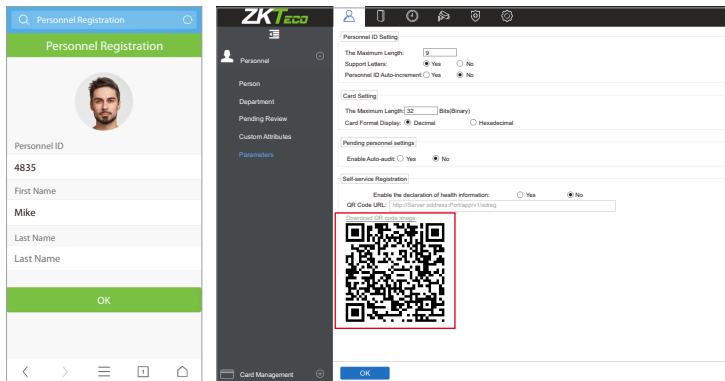 Personnel Registration
Personnel Registration
Personnel ID
4835
First Name
Mike
Last Name
Last Name
OK
1
ZKTeco
Personnel
Person
Department
Pending Review
Custom Attributes
Parameters
Card Management
Personnel ID Setting
The Maximum Length: 9
Support Letters: Yes No
Personnel ID Auto-increment: Yes No
Card Setting
The Maximum Length: 32 Bits(Binary)
Card Format Display: Decimal Hexadecimal
Pending personnel settings
Enable Auto-audit: Yes No
Self-service Registration
Enable the declaration of health information: Yes No
QR Code URL: http://Server address:Port/app/v1/adreg
Download QR code image
OK